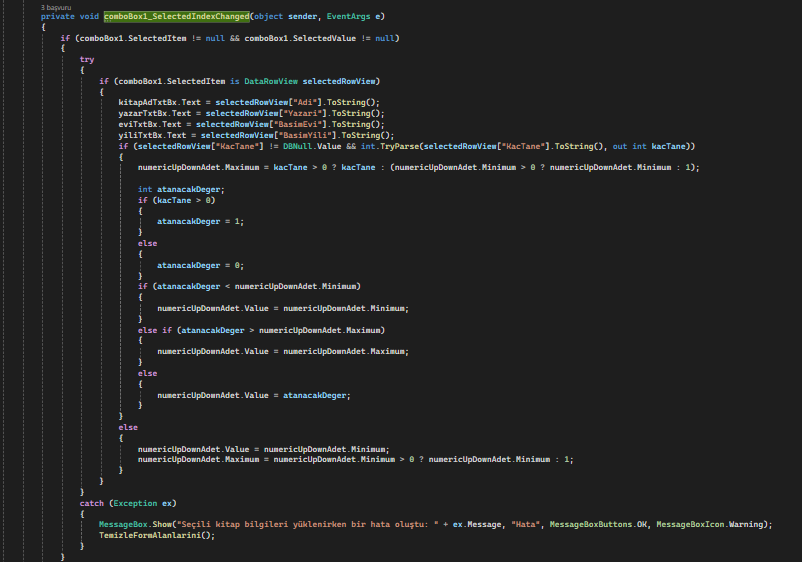 3 başvuru
private void comboBox1_SelectedIndexChanged(object sender, EventArgs e)
{
if (comboBox1.SelectedItem != null && comboBox1.SelectedValue != null)
{
try
{
if (comboBox1.SelectedItem is DataRowView selectedRowView)
{
kitapAdTxtBx.Text = selectedRowView["Adi"].ToString();
yazarTxtBx.Text = selectedRowView["Yazari"].ToString();
eviTxtBx.Text = selectedRowView["BasimEvi"].ToString();
yiliTxtBx.Text = selectedRowView["BasimYili"].ToString();
if (selectedRowView["KacTane"] != DBNull.Value && int.TryParse(selectedRowView["KacTane"].ToString(), out int kacTane))
{
numericUpDownAdet.Maximum = kacTane > 0 ? kacTane : (numericUpDownAdet.Minimum > 0 ? numericUpDownAdet.Minimum : 1);
int atanacakDeger;
if (kacTane > 0)
{
atanacakDeger = 1;
}
else
{
atanacakDeger = 0;
}
if (atanacakDeger < numericUpDownAdet.Minimum)
{
numericUpDownAdet.Value = numericUpDownAdet.Minimum;
}
else if (atanacakDeger > numericUpDownAdet.Maximum)
{
numericUpDownAdet.Value = numericUpDownAdet.Maximum;
}
else
{
numericUpDownAdet.Value = atanacakDeger;
}
}
else
{
numericUpDownAdet.Value = numericUpDownAdet.Minimum;
numericUpDownAdet.Maximum = numericUpDownAdet.Minimum > 0 ? numericUpDownAdet.Minimum : 1;
}
}
}
catch (Exception ex)
{
MessageBox.Show("Seçili kitap bilgileri yüklenirken bir hata oluştu: " + ex.Message, "Hata", MessageBoxButtons.OK, MessageBoxIcon.Warning);
TemizleFormAlanlarini();
}
}